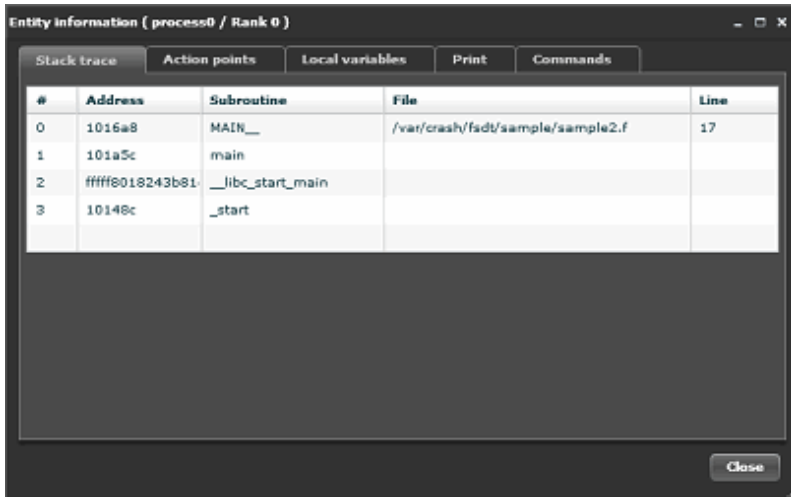 Entity information ( process0 / Rank 0 )
Stack trace Action points Local variables Print Commands
# Address Subroutine File Line
0 1016a8 MAIN__ /var/crash/fsdt/sample/sample2.f 17
1 101a5c main
2 fffff8018243b81 __libc_start_main
3 10148c _start
Close